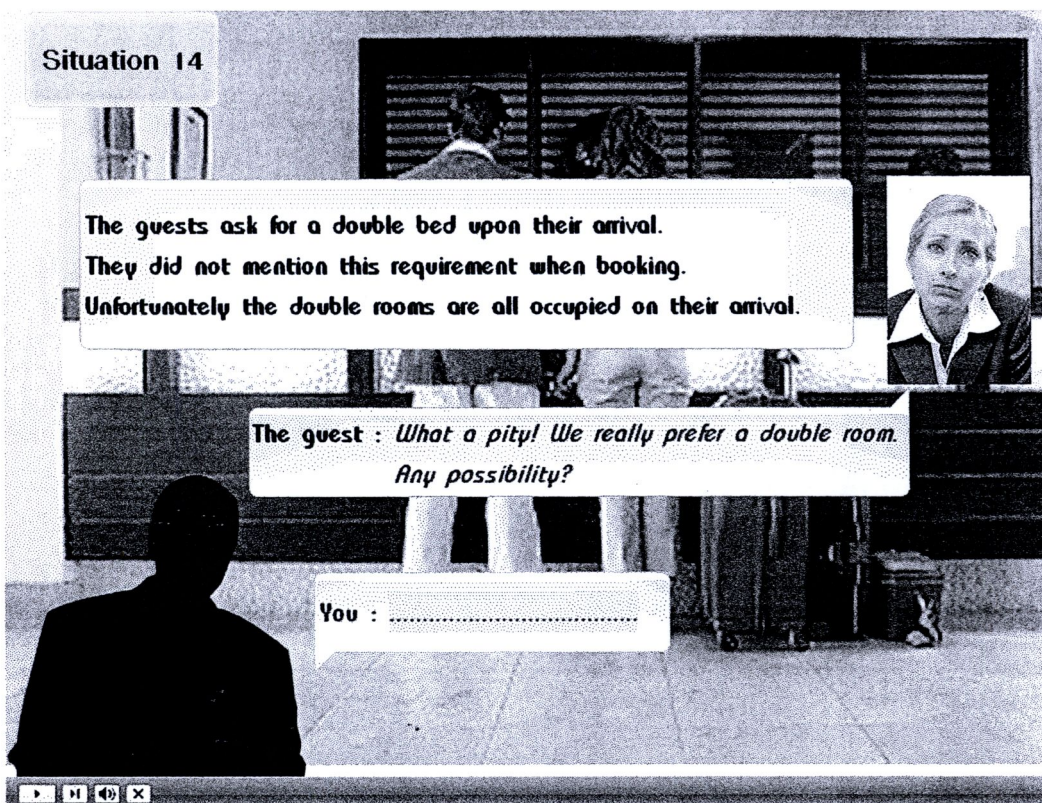 Situation 14
The guests ask for a double bed upon their arrival.
They did not mention this requirement when booking.
Unfortunately the double rooms are all occupied on their arrival.
The guest : What a pity! We really prefer a double room.
Any possibility?
You : ....................................